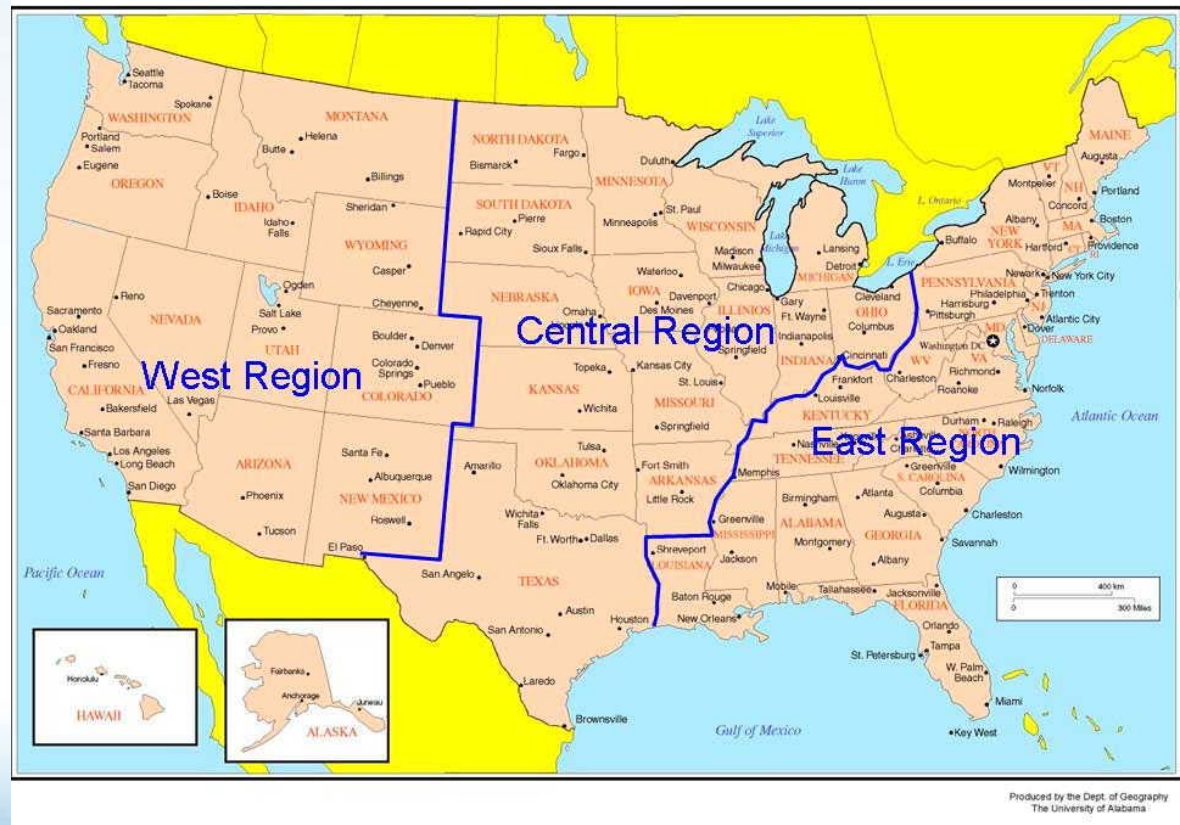 Seattle
Tacoma
Spokane
WASHINGTON
Portland
Salem
Eugene
OREGON
MONTANA
Helena
Butte
Billings
Boise
IDAHO
Idaho
Falls
Sheridan
WYOMING
Casper
Cheyenne
NORTH DAKOTA
Fargo
Bismarck
SOUTH DAKOTA
Pierre
Rapid City
Sioux Falls
Duluth
MINNESOTA
Minneapolis
St. Paul
WISCONSIN
Madison
Milwaukee
Lake
Superior
Lake
Huron
Lake
Michigan
L. Ontario
L. Erie
Lansing
Detroit
MICHIGAN
MAINE
Augusta
VT
Montpelier
NH
Concord
Portland
Albany
NEW
YORK
Buffalo
MA
Boston
Hartford
CT
RI
Providence
Reno
Sacramento
Oakland
San Francisco
Fresno
NEVADA
CALIFORNIA
Las Vegas
Bakersfield
Santa Barbara
Los Angeles
Long Beach
San Diego
Ogden
Salt Lake
Provo
UTAH
Boulder
Denver
Colorado
Springs
Pueblo
COLORADO
West Region
NEBRASKA
Omaha
IOWA
Waterloo
Davenport
Des Moines
Central Region
Chicago
ILLINIOS
Springfield
Gary
Ft. Wayne
Indianapolis
INDIANA
Cleveland
OHIO
Columbus
Cincinnati
PENNSYLVANIA
Harrisburg
Pittsburgh
Philadelphia
Newark
New York City
Trenton
NJ
Atlantic City
MD
Dover
DELAWARE
Washington DC
WV
VA
Charleston
Richmond
Roanoke
Norfolk
Topeka
KANSAS
Wichita
Kansas City
St. Louis
MISSOURI
Springfield
Frankfort
Louisville
KENTUCKY
East Region
Durham
Raleigh
Greenville
Wilmington
S. CAROLINA
Columbia
Charleston
TENNESSEE
Memphis
ARIZONA
Phoenix
Tucson
Santa Fe
Albuquerque
NEW MEXICO
Roswell
El Paso
Amarillo
Tulsa
OKLAHOMA
Oklahoma City
Fort Smith
ARKANSAS
Little Rock
Wichita
Falls
Ft. Worth
Dallas
San Angelo
TEXAS
Austin
San Antonio
Houston
Laredo
Brownsville
Greenville
MISSISSIPPI
Jackson
Shreveport
LOUISIANA
Baton Rouge
New Orleans
Birmingham
ALABAMA
Montgomery
Mobile
Atlanta
Augusta
GEORGIA
Albany
Savannah
Tallahassee
Jacksonville
FLORIDA
Orlando
Tampa
St. Petersburg
W. Palm
Beach
Miami
Key West
Pacific Ocean
Atlantic Ocean
Gulf of Mexico
0 400 km
0 300 Miles
Honolulu
HAWAII
Fairbanks
Anchorage
Juneau
ALASKA
Produced by the Dept. of Geography
The University of Alabama